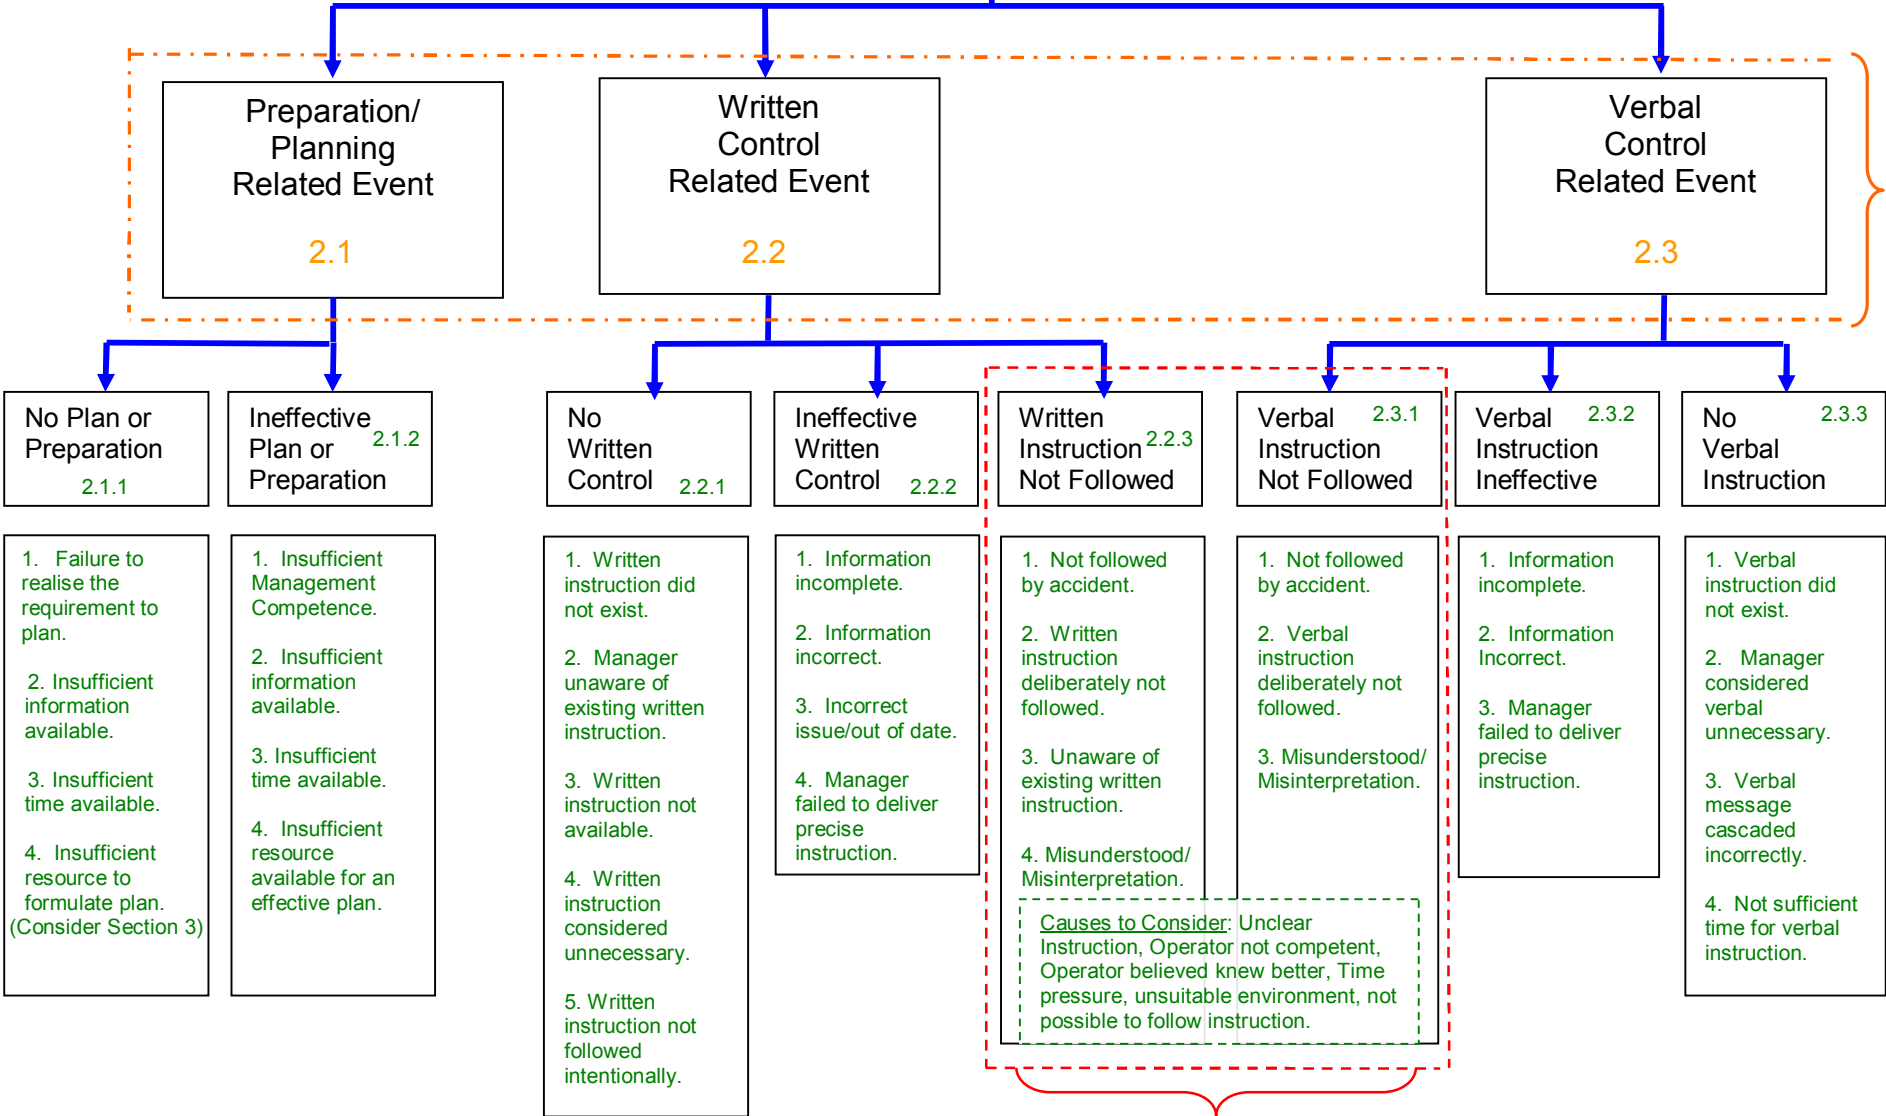 Preparation/
Planning
Related Event
2.1
Written
Control
Related Event
2.2
Verbal
Control
Related Event
2.3
No Plan or
Preparation
2.1.1
Ineffective
Plan or 2.1.2
Preparation
No
Written
Control 2.2.1
Ineffective
Written
Control 2.2.2
Written
Instruction 2.2.3
Not Followed
Verbal 2.3.1
Instruction
Not Followed
Verbal 2.3.2
Instruction
Ineffective
No 2.3.3
Verbal
Instruction
1. Failure to
realise the
requirement to
plan.
2. Insufficient
information
available.
3. Insufficient
time available.
4. Insufficient
resource to
formulate plan.
(Consider Section 3)
1. Insufficient
Management
Competence.
2. Insufficient
information
available.
3. Insufficient
time available.
4. Insufficient
resource
available for an
effective plan.
1. Written
instruction did
not exist.
2. Manager
unaware of
existing written
instruction.
3. Written
instruction not
available.
4. Written
instruction
considered
unnecessary.
5. Written
instruction not
followed
intentionally.
1. Information
incomplete.
2. Information
incorrect.
3. Incorrect
issue/out of date.
4. Manager
failed to deliver
precise
instruction.
1. Not followed
by accident.
2. Written
instruction
deliberately not
followed.
3. Unaware of
existing written
instruction.
4. Misunderstood/
Misinterpretation.
1. Not followed
by accident.
2. Verbal
instruction
deliberately not
followed.
3. Misunderstood/
Misinterpretation.
Causes to Consider: Unclear
Instruction, Operator not competent,
Operator believed knew better, Time
pressure, unsuitable environment, not
possible to follow instruction.
1. Information
incomplete.
2. Information
Incorrect.
3. Manager
failed to deliver
precise
instruction.
1. Verbal
instruction did
not exist.
2. Manager
considered
verbal
unnecessary.
3. Verbal
message
cascaded
incorrectly.
4. Not sufficient
time for verbal
instruction.